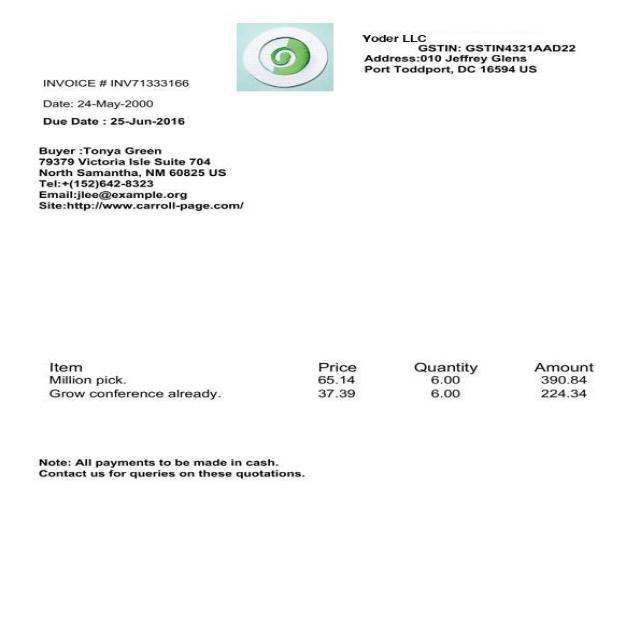 Yoder LLC
GSTIN: GSTIN4321AAD22
Address:010 Jeffrey Glens
Port Toddport, DC 16594 US
INVOICE # INV71333166
Date: 24-May-2000
Due Date : 25-Jun-2016
Buyer :Tonya Green
79379 Victoria Isle Suite 704
North Samantha, NM 60825 US
Tel:+(152)642-8323
Email:jlee@example.org
Site:http://www.carroll-page.com/
Item Price Quantity Amount
Million pick. 65.14 6.00 390.84
Grow conference already. 37.39 6.00 224.34
Note: All payments to be made in cash.
Contact us for queries on these quotations.